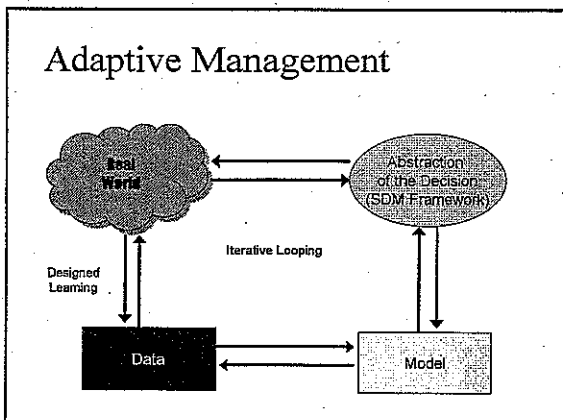 Adaptive Management
Real
World
Abstraction
of the Decision
(SDM Framework)
Iterative Looping
Designed
Learning
Data
Model